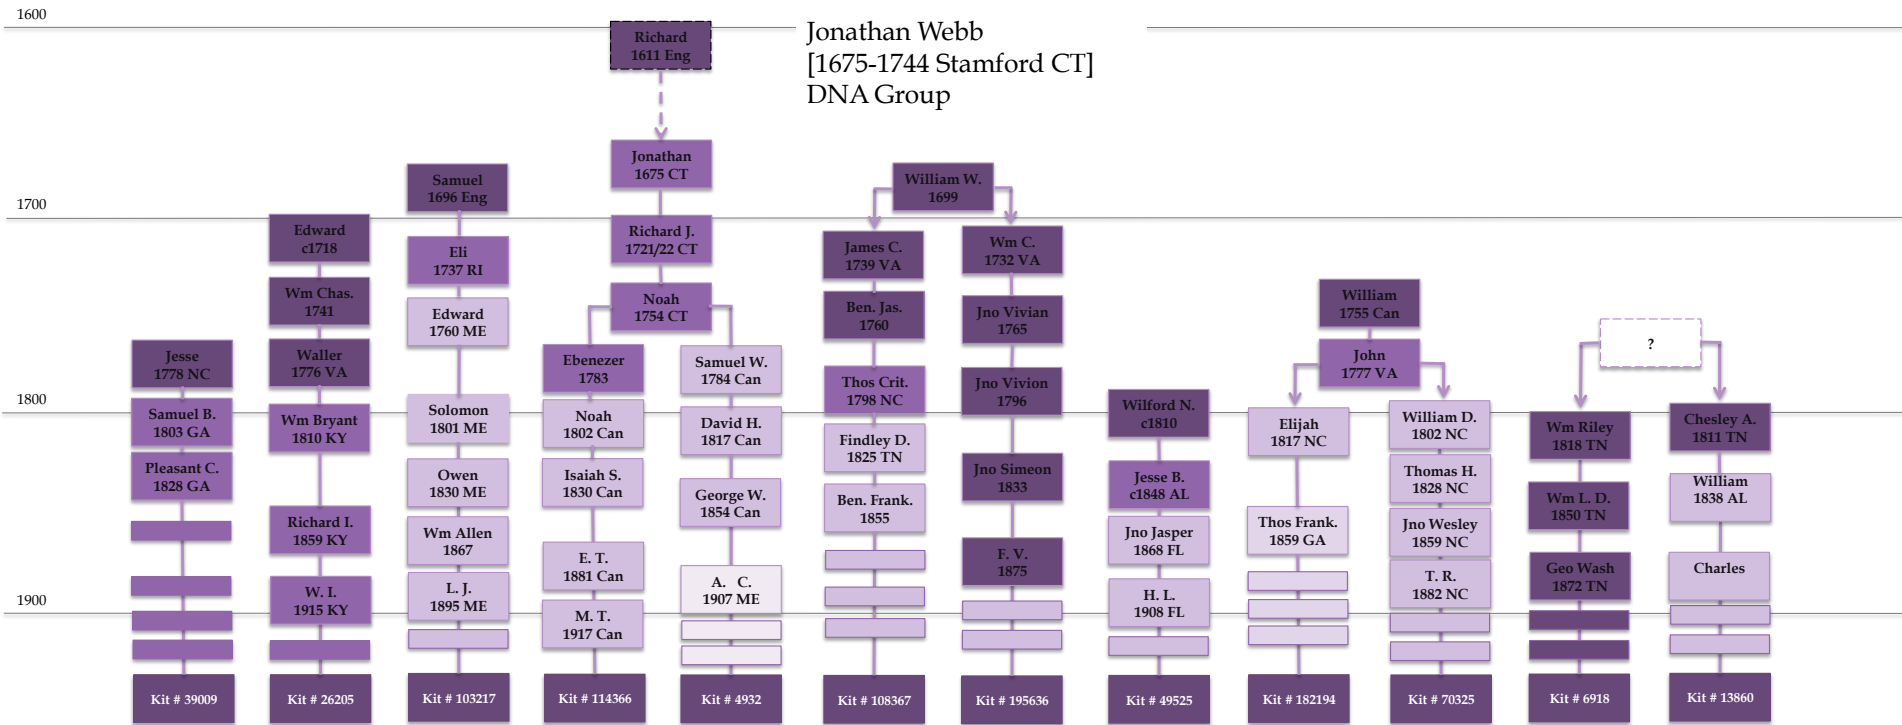 1600
Jonathan Webb
[1675-1744 Stamford CT]
DNA Group
Richard
1611 Eng
Jonathan
1675 CT
Samuel
1696 Eng
William W.
1699
1700
Edward
c1718
Richard J.
1721/22 CT
Eli
1737 RI
James C.
1739 VA
Wm C.
1732 VA
Wm Chas.
1741
Noah
1754 CT
Edward
1760 ME
Ben. Jas.
1760
Jno Vivian
1765
William
1755 Can
?
Jesse
1778 NC
Waller
1776 VA
Ebenezer
1783
Samuel W.
1784 Can
Thos Crit.
1798 NC
Jno Vivion
1796
John
1777 VA
1800
Samuel B.
1803 GA
Wm Bryant
1810 KY
Solomon
1801 ME
Noah
1802 Can
David H.
1817 Can
Findley D.
1825 TN
Wilford N.
c1810
Elijah
1817 NC
William D.
1802 NC
Wm Riley
1818 TN
Chesley A.
1811 TN
Pleasant C.
1828 GA
Owen
1830 ME
Isaiah S.
1830 Can
George W.
1854 Can
Ben. Frank.
1855
Jno Simeon
1833
Jesse B.
c1848 AL
Thomas H.
1828 NC
Wm L. D.
1850 TN
William
1838 AL
Richard I.
1859 KY
Wm Allen
1867
E. T.
1881 Can
F. V.
1875
Jno Jasper
1868 FL
Thos Frank.
1859 GA
Jno Wesley
1859 NC
Geo Wash
1872 TN
Charles
W. I.
1915 KY
L. J.
1895 ME
M. T.
1917 Can
A. C.
1907 ME
H. L.
1908 FL
T. R.
1882 NC
1900
Kit # 39009
Kit # 26205
Kit # 103217
Kit # 114366
Kit # 4932
Kit # 108367
Kit # 195636
Kit # 49525
Kit # 182194
Kit # 70325
Kit # 6918
Kit # 13860